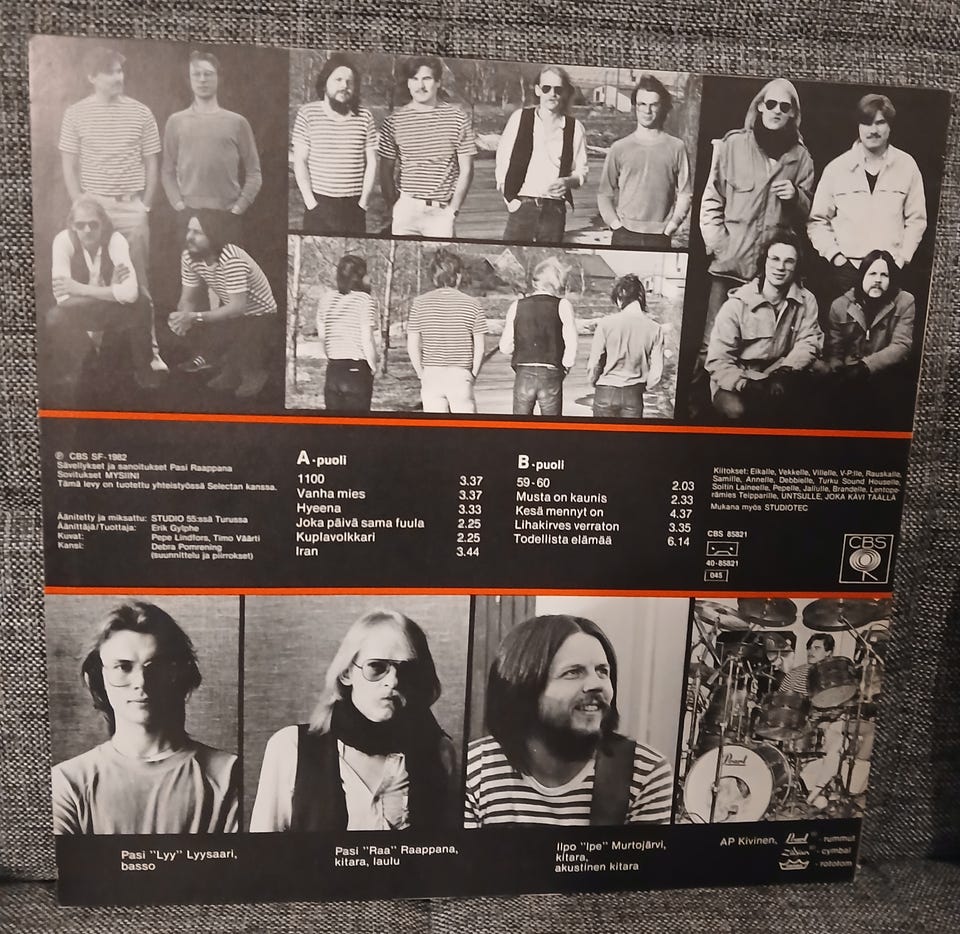 ℗ CBS SF-1982
Sävellykset ja sanoitukset Pasi Raappana
Sovitukset MYSIINI
Tämä levy on tuotettu yhteistyössä Selectan kanssa.
Äänitetty ja miksattu: STUDIO 55:ssä Turussa
Äänittäjä/Tuottaja: Erik Gylphe
Kuvat: Pepe Lindfors, Timo Väärti
Kansi: Debra Pomrening
(suunnittelu ja piirrokset)
A-puoli
1100 3.37
Vanha mies 3.37
Hyeena 3.33
Joka päivä sama fuula 2.25
Kuplavolkkari 2.25
Iran 3.44
B-puoli
59-60 2.03
Musta on kaunis 2.33
Kesä mennyt on 4.37
Lihakirves verraton 3.35
Todellista elämää 6.14
Kiitokset: Eikalle, Vekkelle, Villelle, V-P:lle, Rauskalle,
Samille, Annelle, Debbielle, Turku Sound Houselle,
Soitin Laineelle, Pepelle, Jallulle, Brandelle, Lentope-
rämies Teipparille, UNTSULLE, JOKA KÄVI TÄÄLLÄ
Mukana myös STUDIOTEC
CBS 85821
40-85821
045
CBS
Pearl
Pasi "Lyy" Lyysaari,
basso
Pasi "Raa" Raappana,
kitara, laulu
Ilpo "Ipe" Murtojärvi,
kitara,
akustinen kitara
AP Kivinen, Pearl ® - rummut
Zildjian ® - cymbal
- rototom